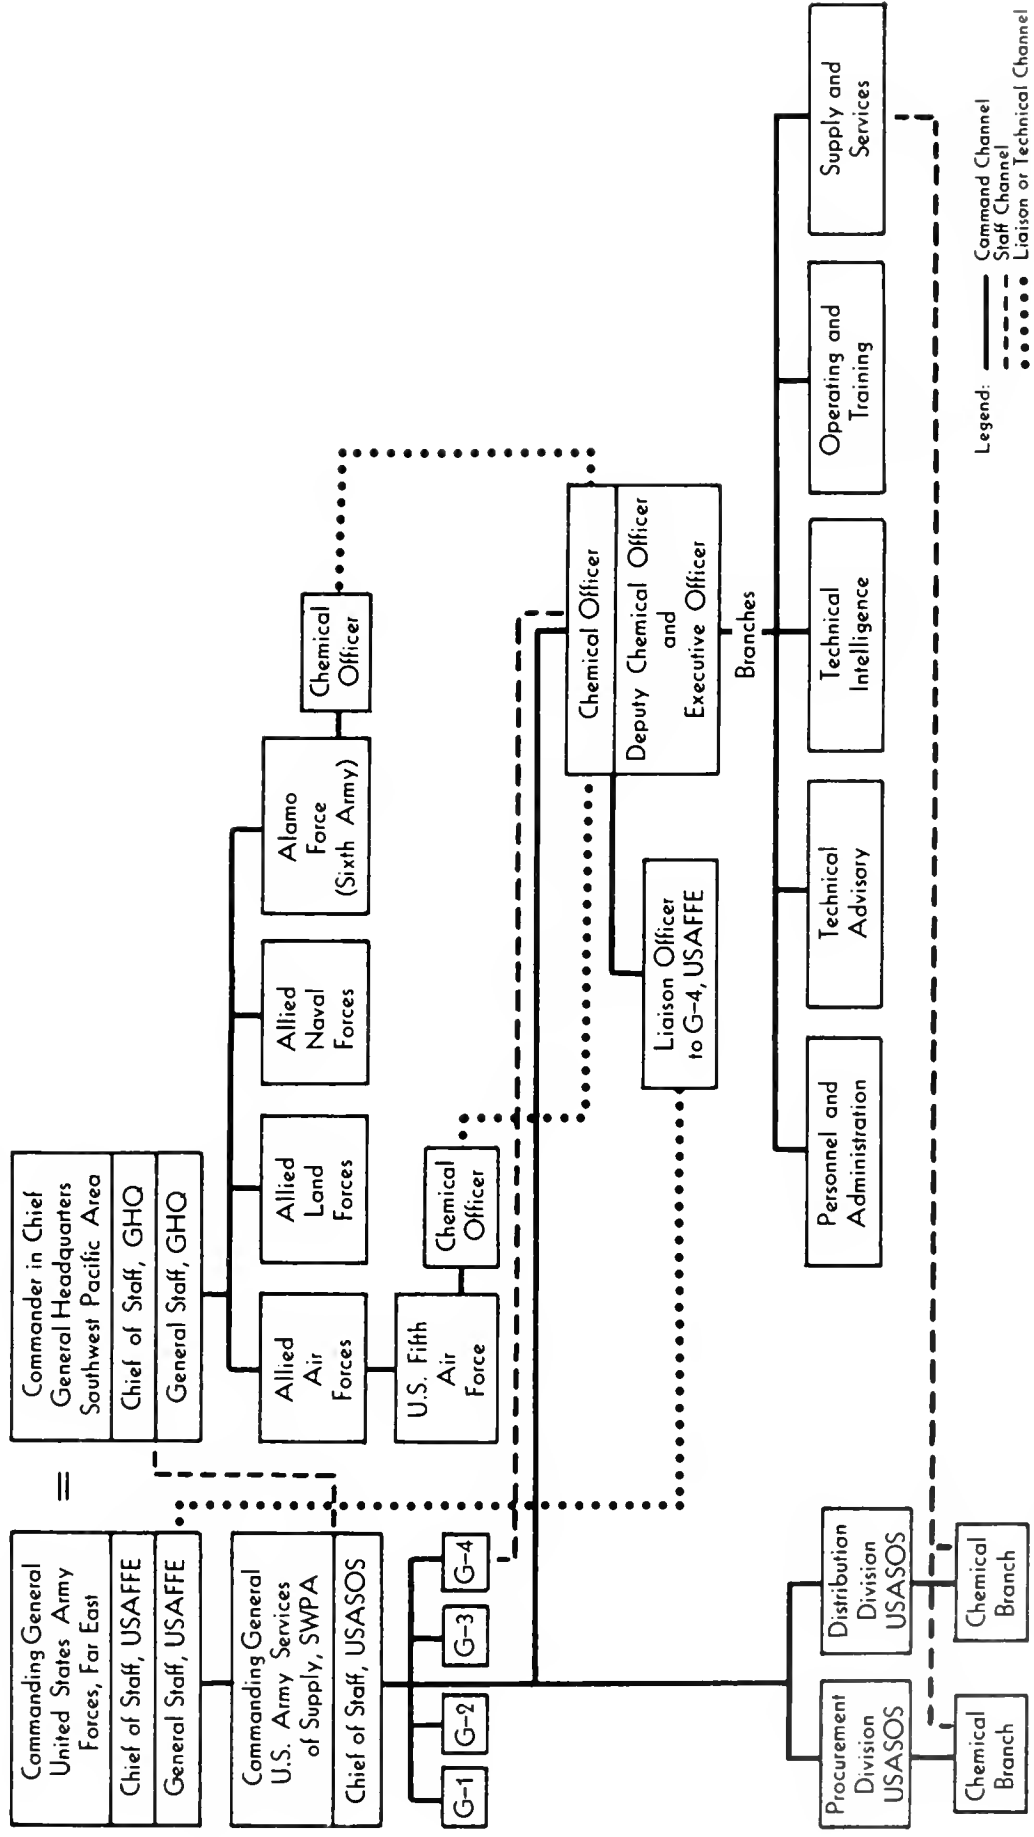 Commanding General
United States Army
Forces, Far East
Chief of Staff, USAFFE
General Staff, USAFFE
=
Commander in Chief
General Headquarters
Southwest Pacific Area
Chief of Staff, GHQ
General Staff, GHQ
Commanding General
U.S. Army Services
of Supply, SWPA
Chief of Staff, USASOS
G-1
G-2
G-3
G-4
Allied
Air
Forces
Allied
Land
Forces
Allied
Naval
Forces
Alamo
Force
(Sixth Army)
Chemical
Officer
U.S. Fifth
Air
Force
Chemical
Officer
Chemical Officer
Deputy Chemical Officer
and
Executive Officer
Liaison Officer
to G-4, USAFFE
Branches
Personnel and
Administration
Technical
Advisory
Technical
Intelligence
Operating and
Training
Supply and
Services
Procurement
Division
USASOS
Distribution
Division
USASOS
Chemical
Branch
Chemical
Branch
Legend:
Command Channel
Staff Channel
Liaison or Technical Channel